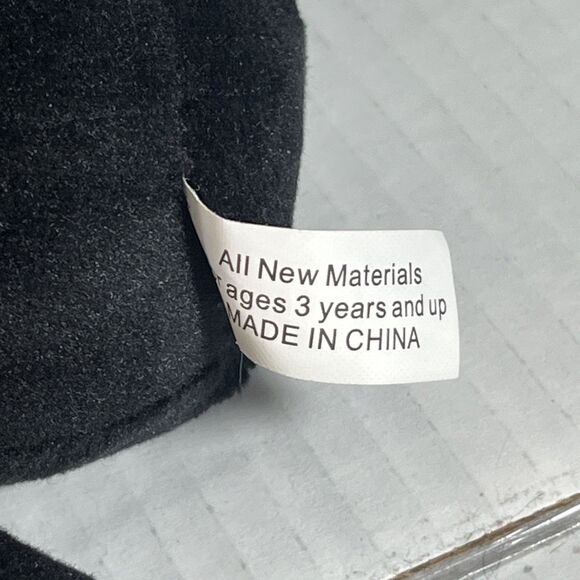 All New Materials
ages 3 years and up
MADE IN CHINA